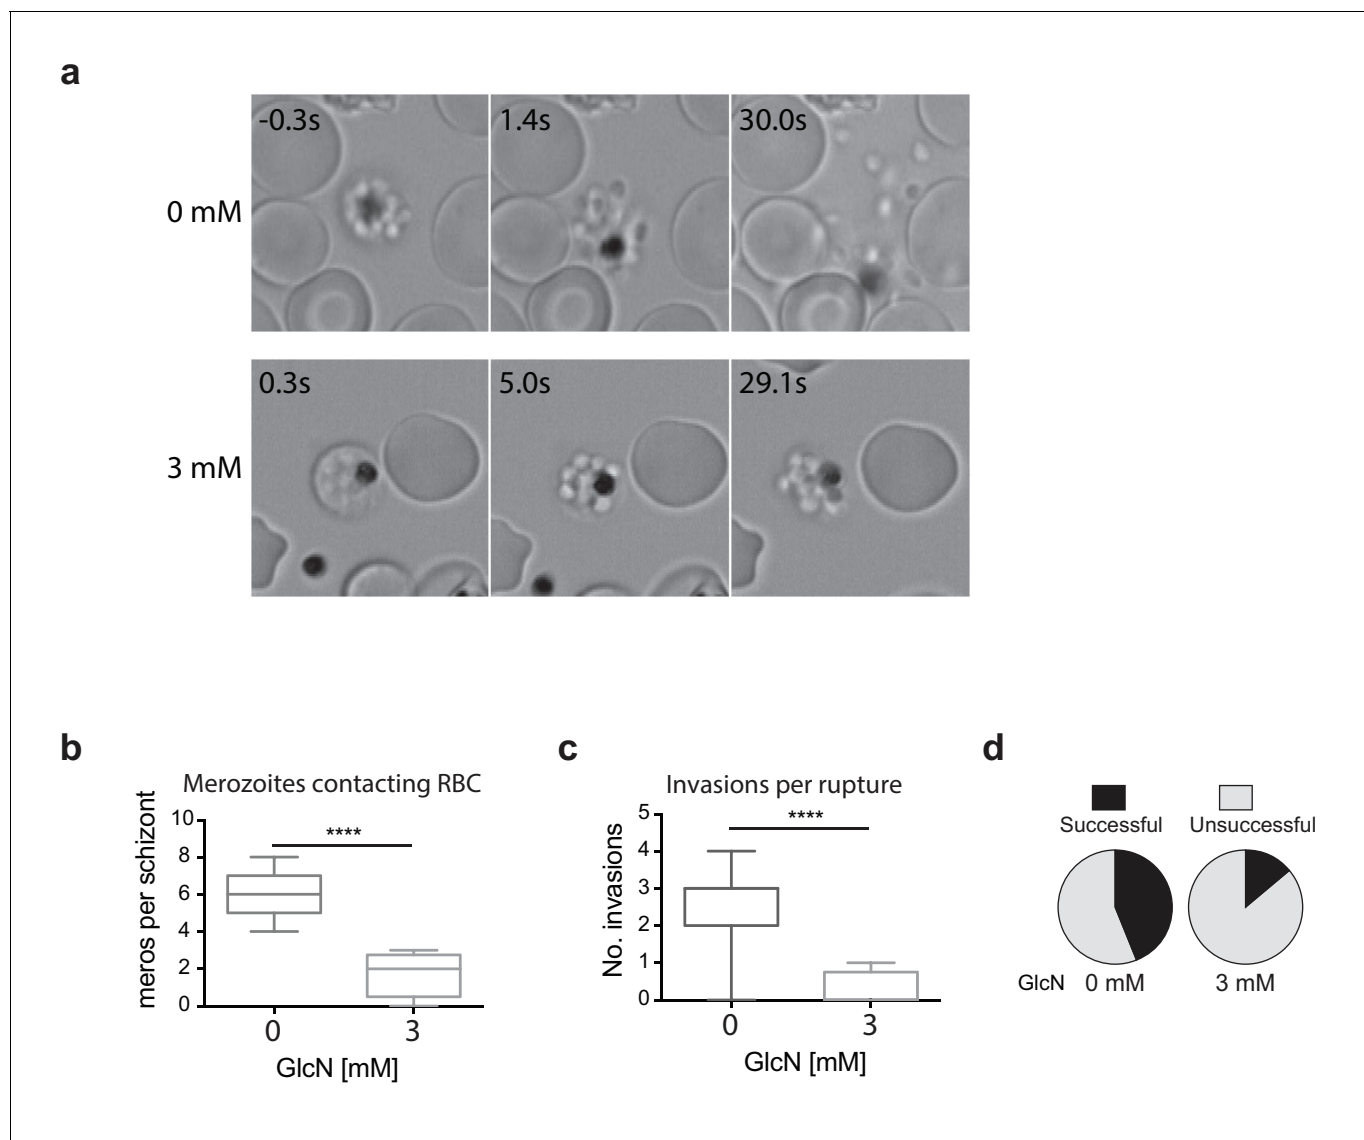 a
-0.3s 1.4s 30.0s
0 mM
0.3s 5.0s 29.1s
3 mM
b
Merozoites contacting RBC
****
meros per schizont
10
8
6
4
2
0
0 3
GlcN [mM]
c
Invasions per rupture
****
No. invasions
5
4
3
2
1
0
0 3
GlcN [mM]
d
Successful Unsuccessful
GlcN 0 mM 3 mM